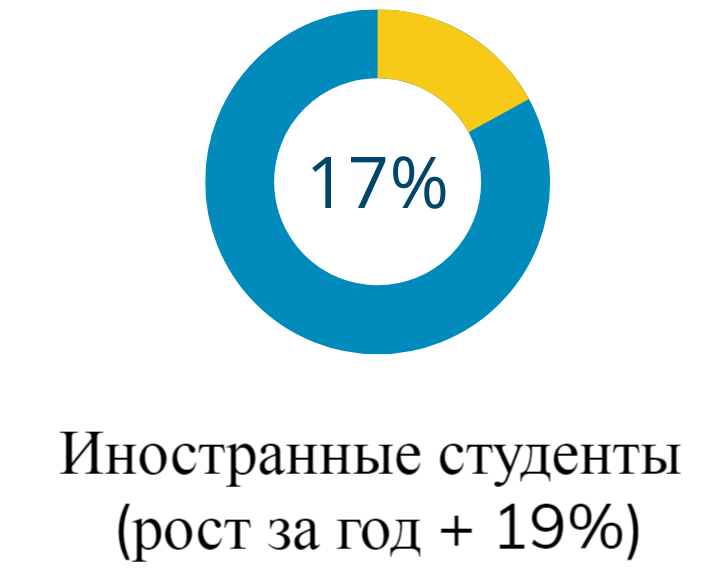 17%
Иностранные студенты
(рост за год + 19%)